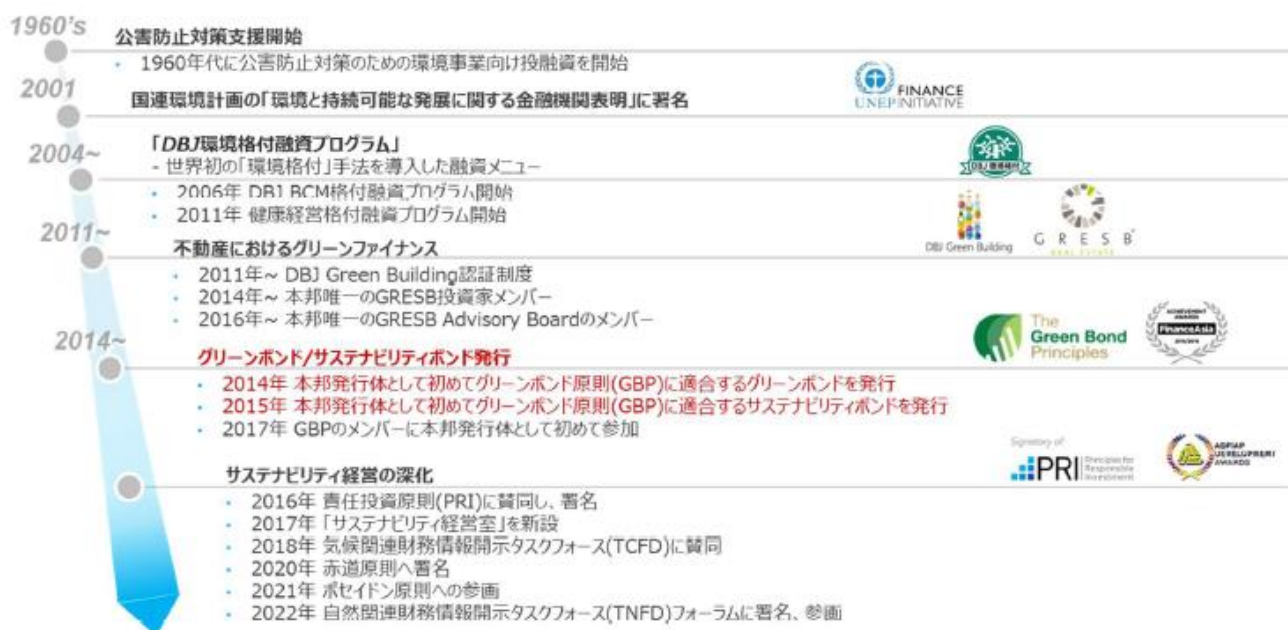 1960's
公害防止対策支援開始
・ 1960年代に公害防止対策のための環境事業向け投融資を開始
2001
国連環境計画の「環境と持続可能な発展に関する金融機関表明」に署名
UNEP FINANCE INITIATIVE
2004~
「DBJ環境格付融資プログラム」
- 世界初の「環境格付」手法を導入した融資メニュー
DBJ 環境格付
・ 2006年 DBJ BCM格付融資プログラム開始
・ 2011年 健康経営格付融資プログラム開始
DBJ Green Building
GRESB
REAL ESTATE
2011~
不動産におけるグリーンファイナンス
・ 2011年~ DBJ Green Building認証制度
・ 2014年~ 本邦唯一のGRESB投資家メンバー
・ 2016年~ 本邦唯一のGRESB Advisory Boardのメンバー
The
Green Bond
Principles
ACHIEVEMENT
AWARDS
FinanceAsia
2014~
グリーンボンド/サステナビリティボンド発行
・ 2014年 本邦発行体として初めてグリーンボンド原則(GBP)に適合するグリーンボンドを発行
・ 2015年 本邦発行体として初めてグリーンボンド原則(GBP)に適合するサステナビリティボンドを発行
・ 2017年 GBPのメンバーに本邦発行体として初めて参加
Signatory of
PRI
Principles for
Responsible
Investment
ADFIAP
DEVELOPMENT
AWARDS
サステナビリティ経営の深化
・ 2016年 責任投資原則(PRI)に賛同し、署名
・ 2017年 「サステナビリティ経営室」を新設
・ 2018年 気候関連財務情報開示タスクフォース(TCFD)に賛同
・ 2020年 赤道原則へ署名
・ 2021年 ポセイドン原則への参画
・ 2022年 自然関連財務情報開示タスクフォース(TNFD)フォーラムに署名、参画